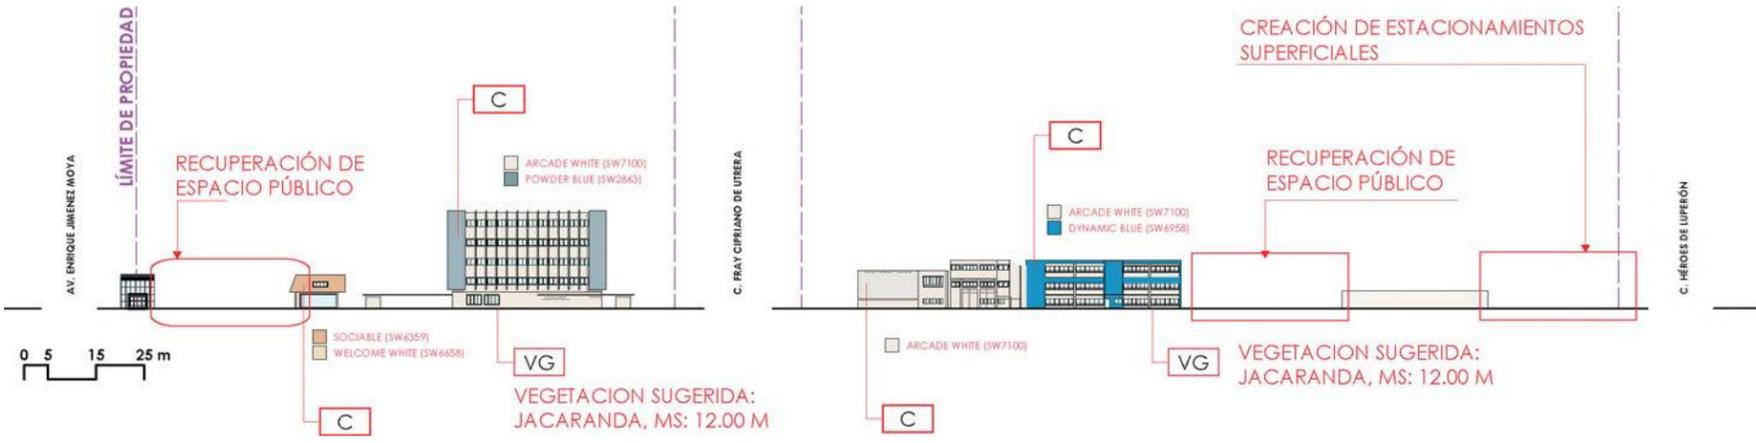 LÍMITE DE PROPIEDAD
AV. ENRIQUE JIMENEZ MOYA
RECUPERACIÓN DE
ESPACIO PÚBLICO
C
ARCADE WHITE (SW7100)
POWDER BLUE (SW2863)
SOCIABLE (SW6359)
WELCOME WHITE (SW6658)
C
VG
VEGETACION SUGERIDA:
JACARANDA, MS: 12.00 M
0 5 15 25 m
C. FRAY CIPRIANO DE UTRERA
C
ARCADE WHITE (SW7100)
DYNAMIC BLUE (SW6958)
ARCADE WHITE (SW7100)
C
VG
VEGETACION SUGERIDA:
JACARANDA, MS: 12.00 M
RECUPERACIÓN DE
ESPACIO PÚBLICO
CREACIÓN DE ESTACIONAMIENTOS
SUPERFICIALES
C. HÉROES DE LUPERÓN